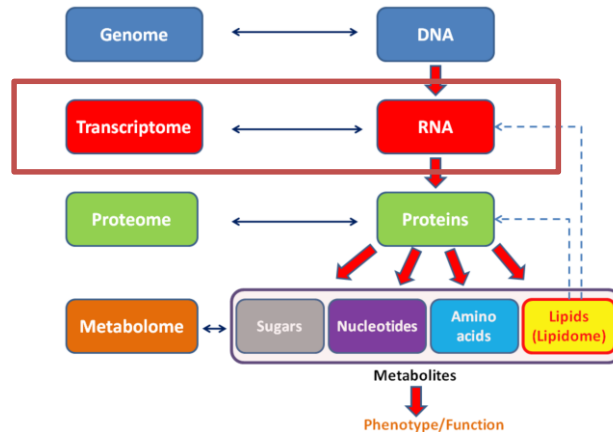 Genome
DNA
Transcriptome
RNA
Proteome
Proteins
Metabolome
Sugars
Nucleotides
Amino
acids
Lipids
(Lipidome)
Metabolites
Phenotype/Function